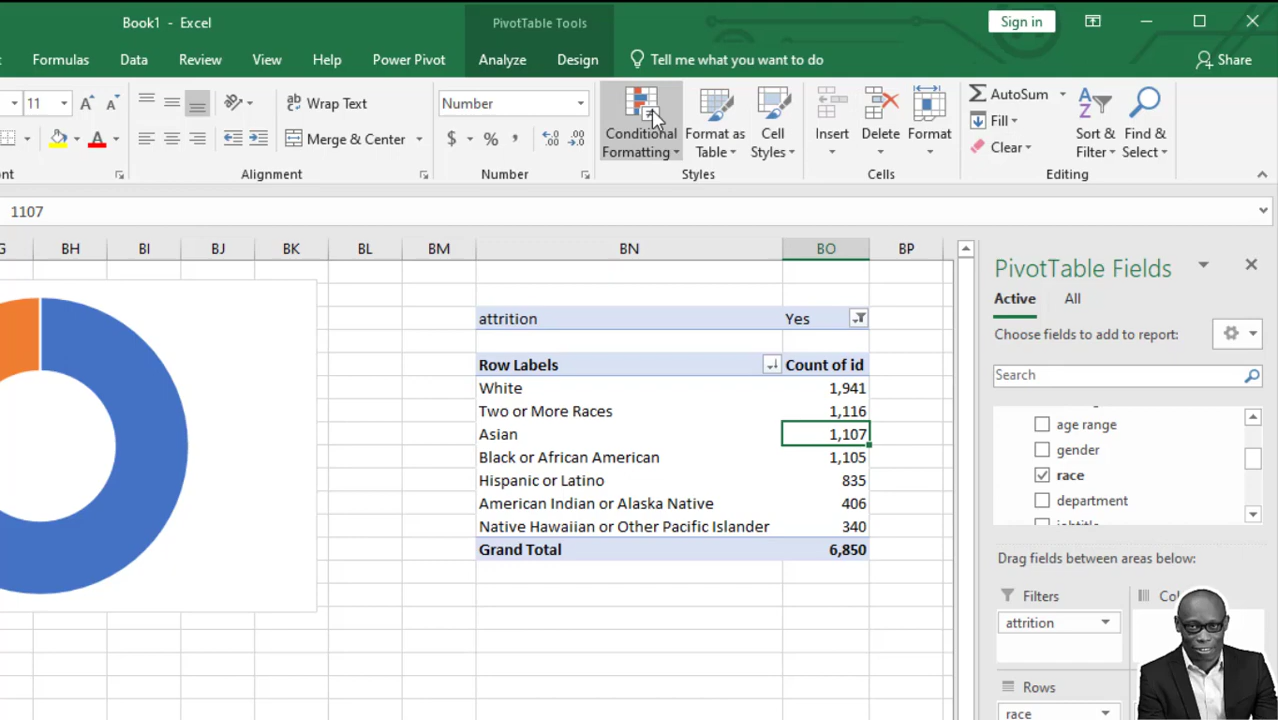 Book1 - Excel
PivotTable Tools
Sign in
Formulas Data Review View Help Power Pivot Analyze Design Tell me what you want to do Share
11 Wrap Text Number Conditional Formatting Format as Table Cell Styles Insert Delete Format AutoSum Sort & Filter Find & Select
Merge & Center $ % , Fill
Clear
Alignment Number Styles Cells Editing
1107
BH BI BJ BK BL BM BN BO BP
attrition Yes
Row Labels Count of id
White 1,941
Two or More Races 1,116
Asian 1,107
Black or African American 1,105
Hispanic or Latino 835
American Indian or Alaska Native 406
Native Hawaiian or Other Pacific Islander 340
Grand Total 6,850
PivotTable Fields
Active All
Choose fields to add to report:
Search
age range
gender
race
department
Drag fields between areas below:
Filters
attrition
Rows
race